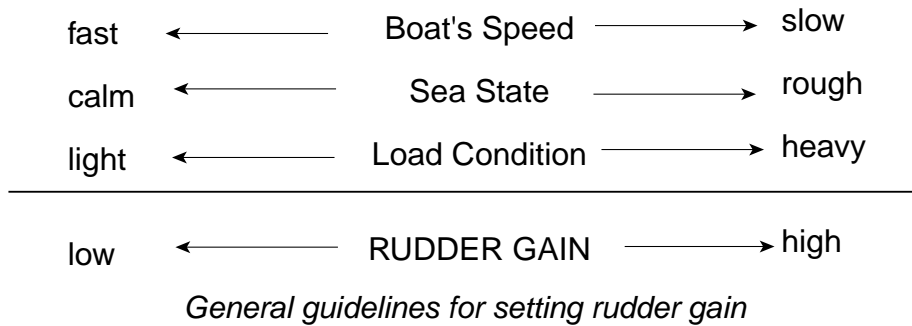 fast Boat's Speed slow
calm Sea State rough
light Load Condition heavy
low RUDDER GAIN high
General guidelines for setting rudder gain